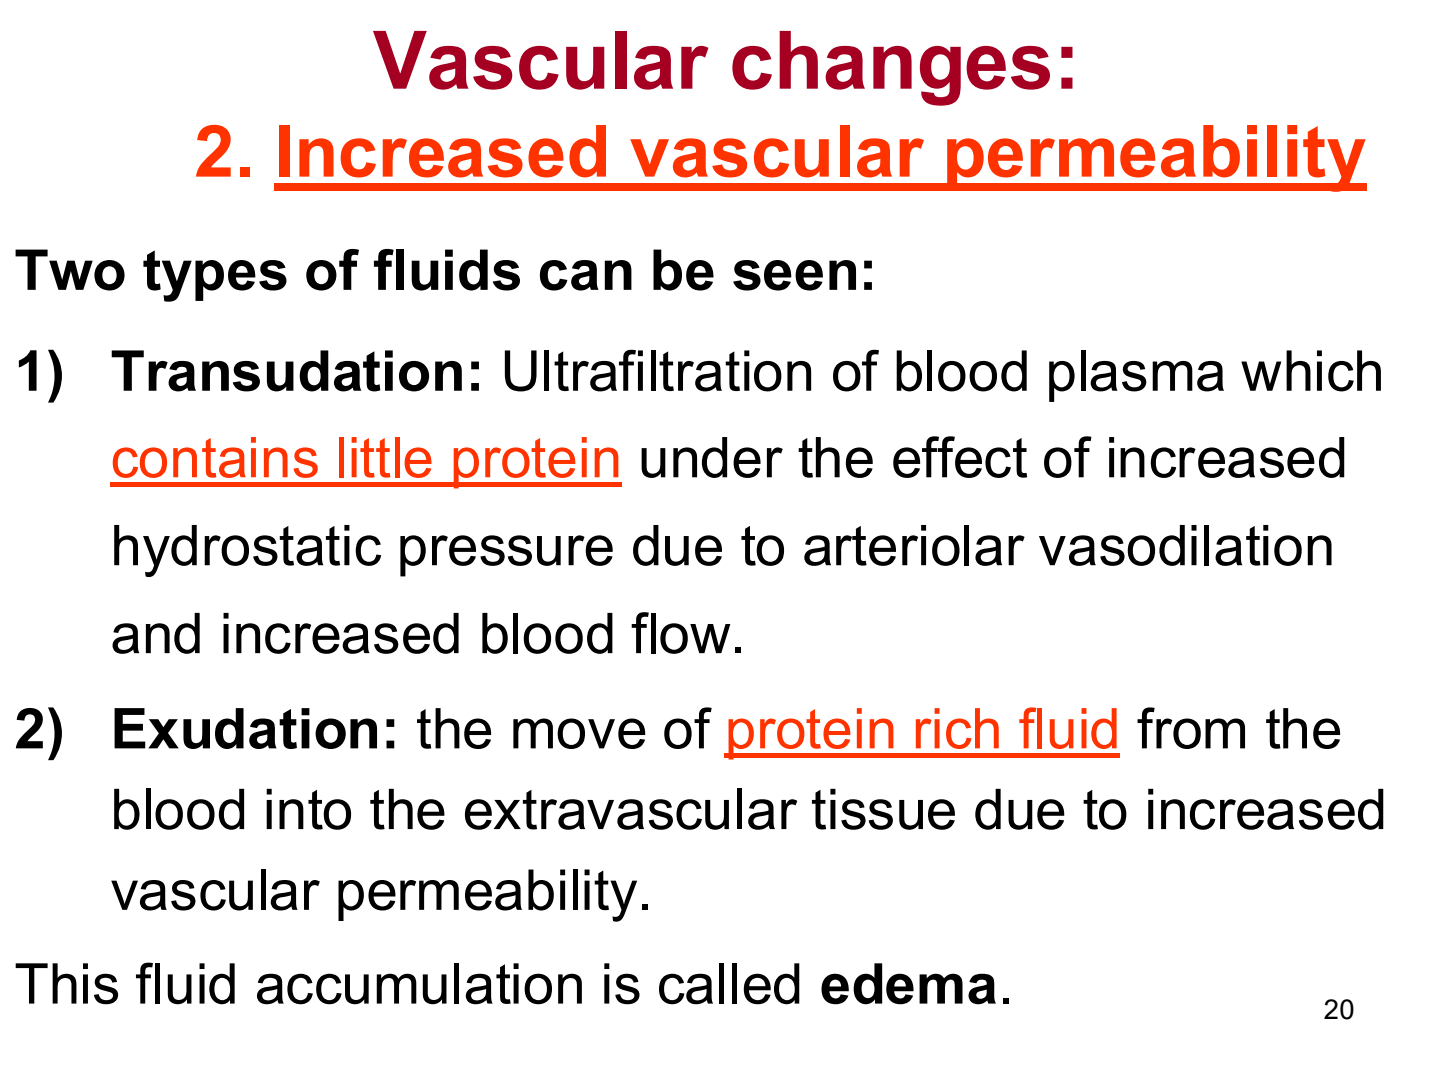 Vascular changes:
2. Increased vascular permeability
Two types of fluids can be seen:
1) Transudation: Ultrafiltration of blood plasma which
contains little protein under the effect of increased
hydrostatic pressure due to arteriolar vasodilation
and increased blood flow.
2) Exudation: the move of protein rich fluid from the
blood into the extravascular tissue due to increased
vascular permeability.
This fluid accumulation is called edema.
20